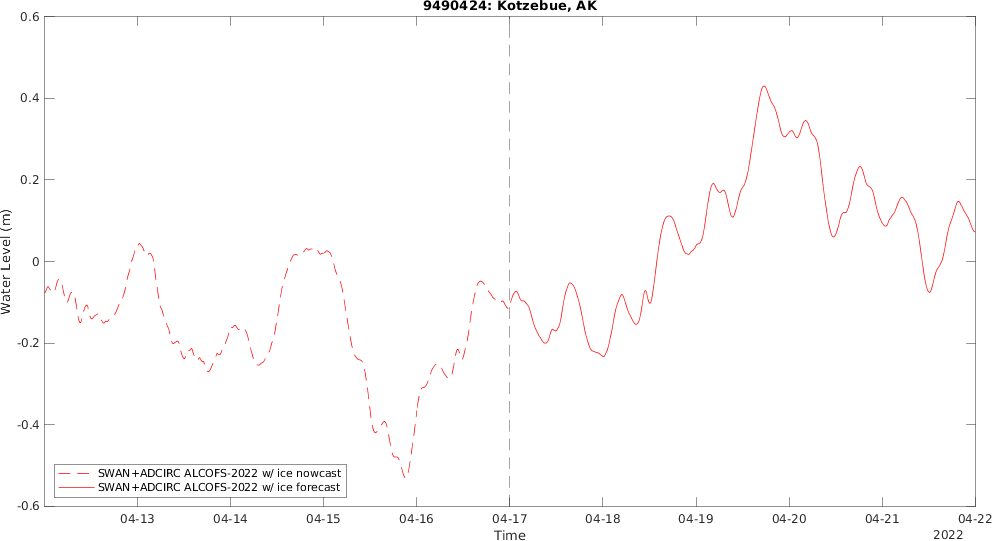 9490424: Kotzebue, AK
0.6
0.4
0.2
0
-0.2
-0.4
-0.6
Water Level (m)
SWAN+ADCIRC ALCOFS-2022 w/ ice nowcast
SWAN+ADCIRC ALCOFS-2022 w/ ice forecast
04-13 04-14 04-15 04-16 04-17 04-18 04-19 04-20 04-21 04-22
Time
2022